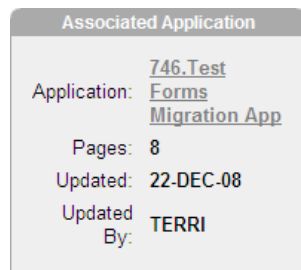 Associated Application
746.Test
Application: Forms
Migration App
Pages: 8
Updated: 22-DEC-08
Updated
By: TERRI